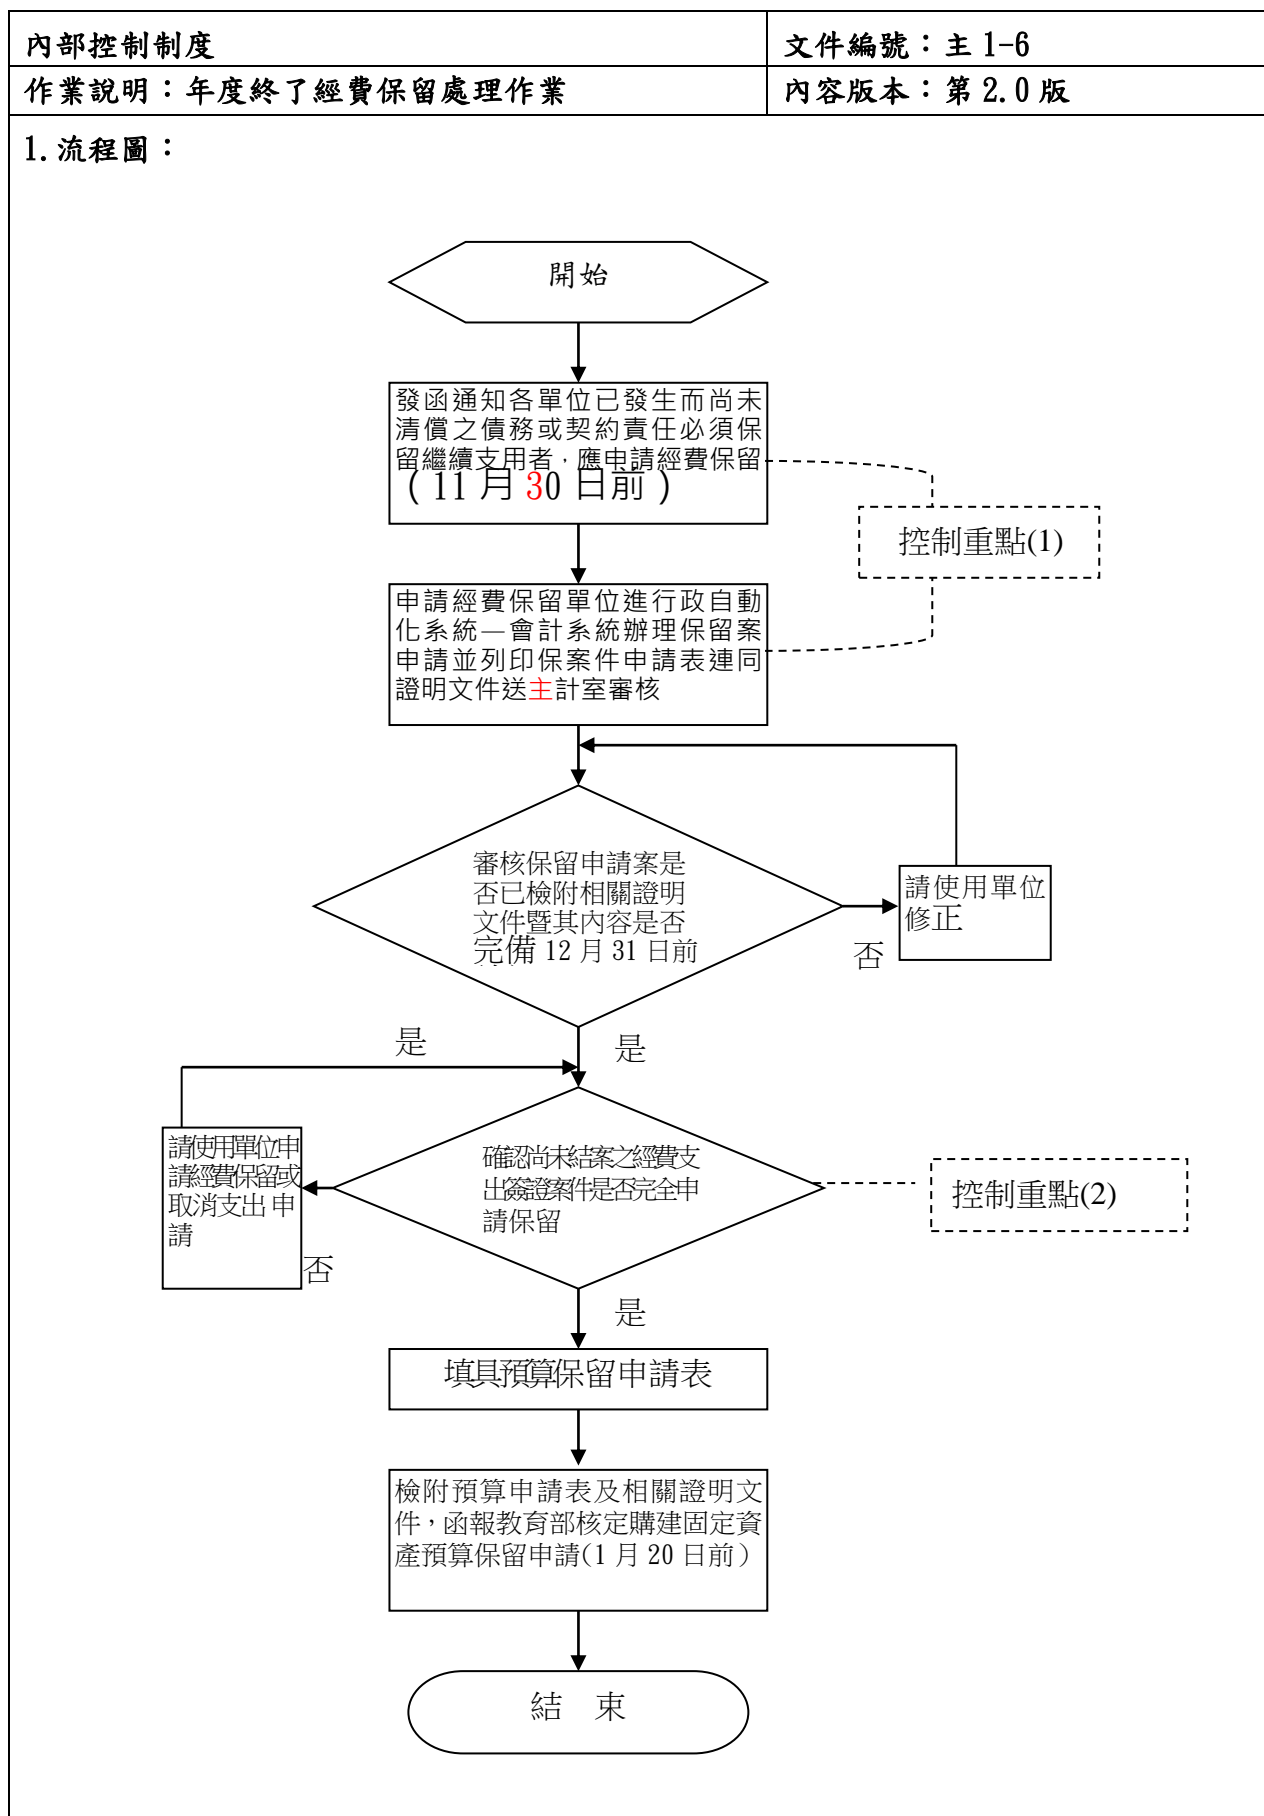 內部控制制度
文件編號：主 1-6
作業說明：年度終了經費保留處理作業
內容版本：第 2.0 版
1.流程圖：
開始
發函通知各單位已發生而尚未
清償之債務或契約責任必須保
留繼續支用者，應申請經費保留
（11 月 30 日前）
控制重點(1)
申請經費保留單位進行政自動
化系統—會計系統辦理保留案
申請並列印保案件申請表連同
證明文件送主計室審核
審核保留申請案是
否已檢附相關證明
文件暨其內容是否
完備 12 月 31 日前
請使用單位
修正
否
是
是
請使用單位申
請經費保留或
取消支出 申
請
否
確認尚未結案之經費支
出簽證案件是否完全申
請保留
控制重點(2)
是
填具預算保留申請表
檢附預算申請表及相關證明文
件，函報教育部核定購建固定資
產預算保留申請(1 月 20 日前）
結 束